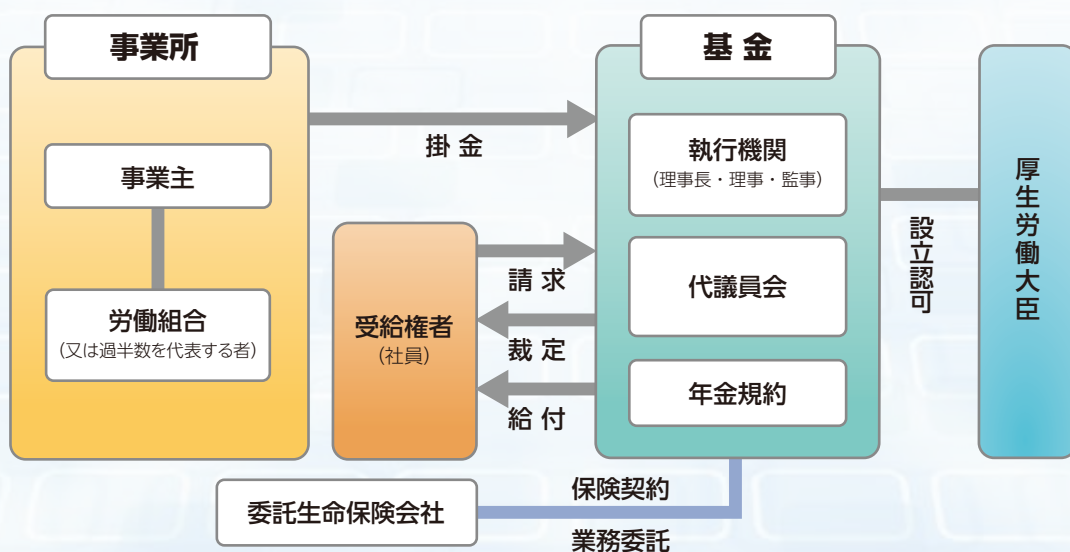 事業所
事業主
労働組合
(又は過半数を代表する者)
掛 金
受給権者
(社員)
請 求
裁 定
給 付
基 金
執行機関
(理事長・理事・監事)
代議員会
年金規約
設立認可
厚生労働大臣
委託生命保険会社
保険契約
業務委託